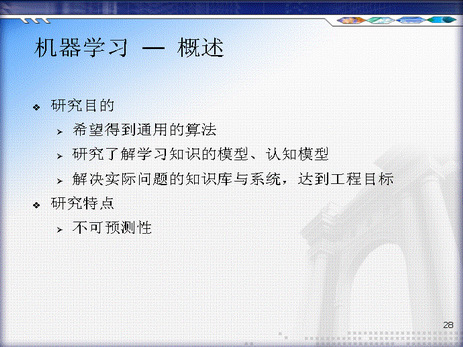 机器学习 — 概述
研究目的
希望得到通用的算法
研究了解学习知识的模型、认知模型
解决实际问题的知识库与系统，达到工程目标
研究特点
不可预测性
28